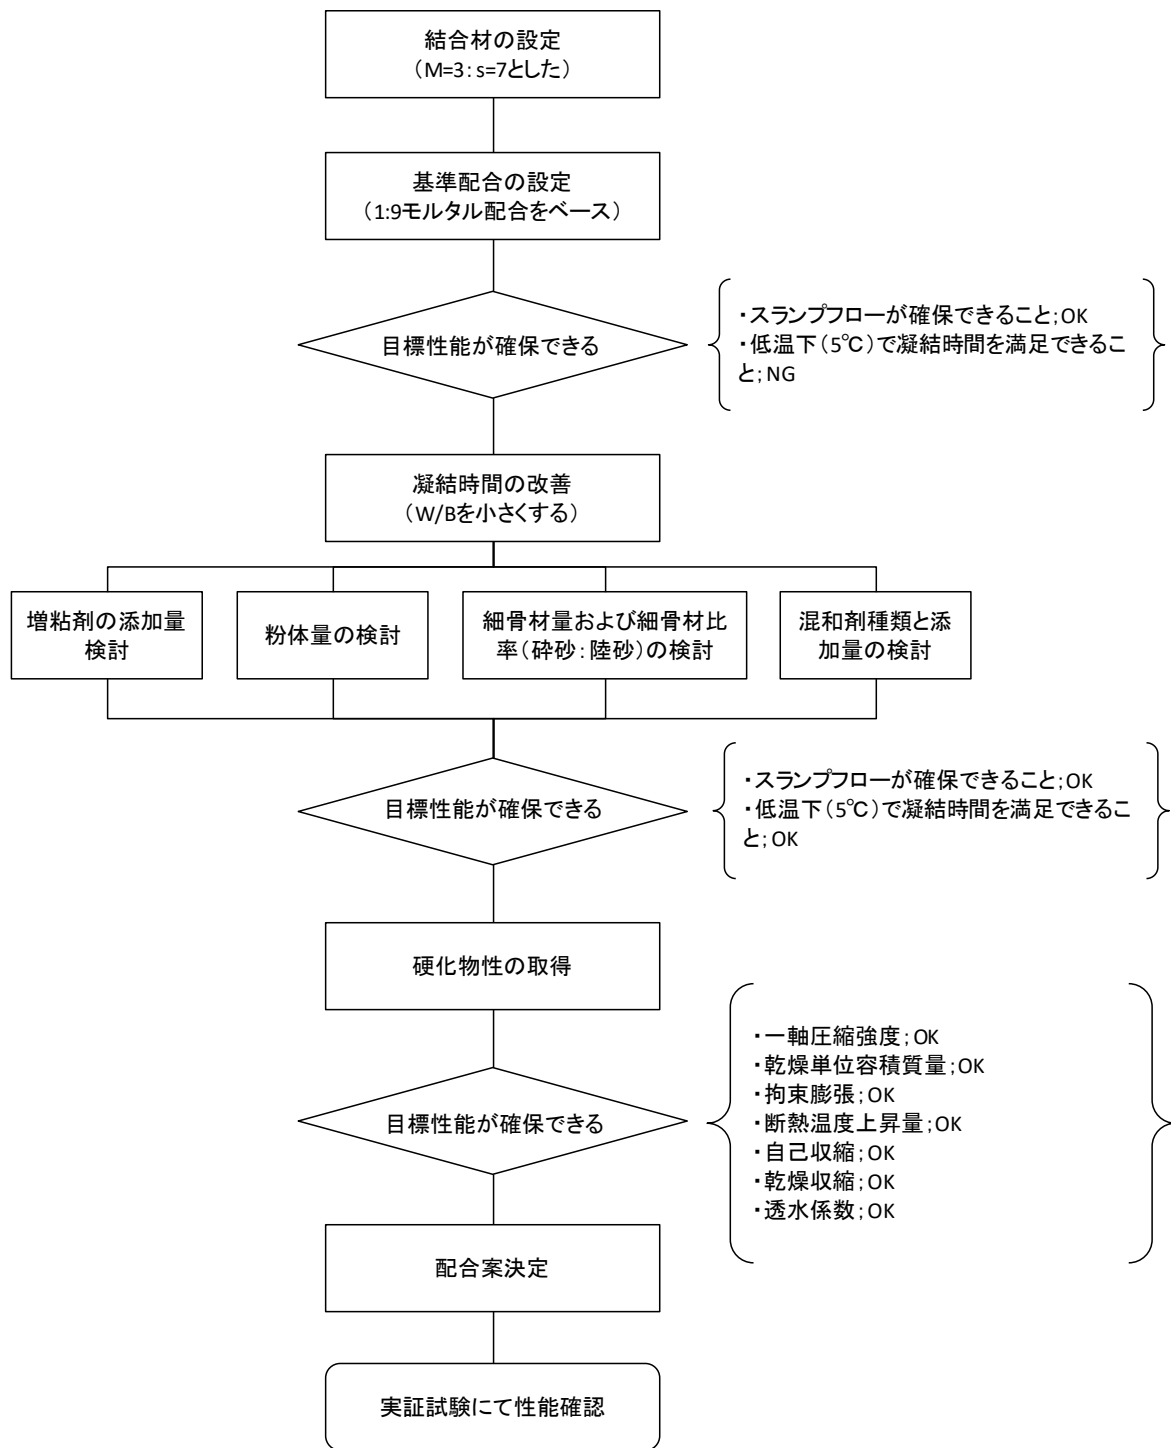 結合材の設定
（M=3：s=7とした）
基準配合の設定
（1:9モルタル配合をベース）
目標性能が確保できる
・スランプフローが確保できること；OK
・低温下（5℃）で凝結時間を満足できるこ
と；NG
凝結時間の改善
（W/Bを小さくする）
増粘剤の添加量
検討
粉体量の検討
細骨材量および細骨材比
率（砕砂：陸砂）の検討
混和剤種類と添
加量の検討
目標性能が確保できる
・スランプフローが確保できること；OK
・低温下（5℃）で凝結時間を満足できるこ
と；OK
硬化物性の取得
目標性能が確保できる
・一軸圧縮強度；OK
・乾燥単位容積質量；OK
・拘束膨張；OK
・断熱温度上昇量；OK
・自己収縮；OK
・乾燥収縮；OK
・透水係数；OK
配合案決定
実証試験にて性能確認